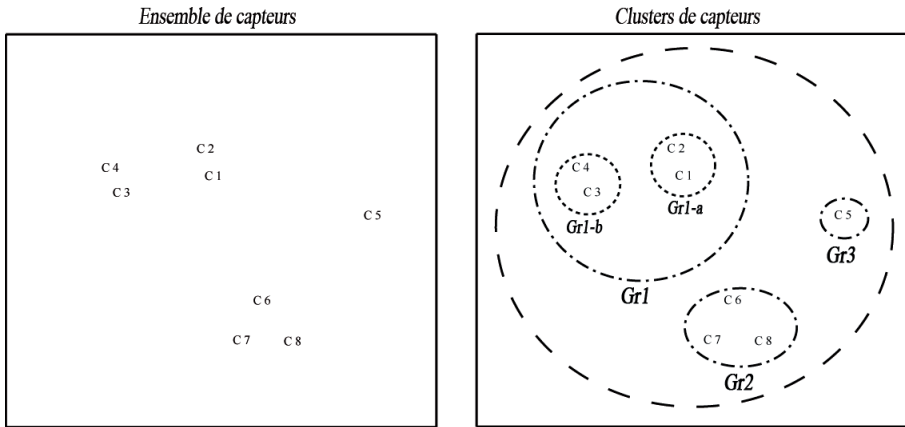 Ensemble de capteurs
C 2
C 4
C 1
C 3
C 5
C 6
C 7
C 8
Clusters de capteurs
C 2
C 4
C 1
C 3
Gr1-a
Gr1-b
C 5
Gr3
Gr1
C 6
C 7
C 8
Gr2